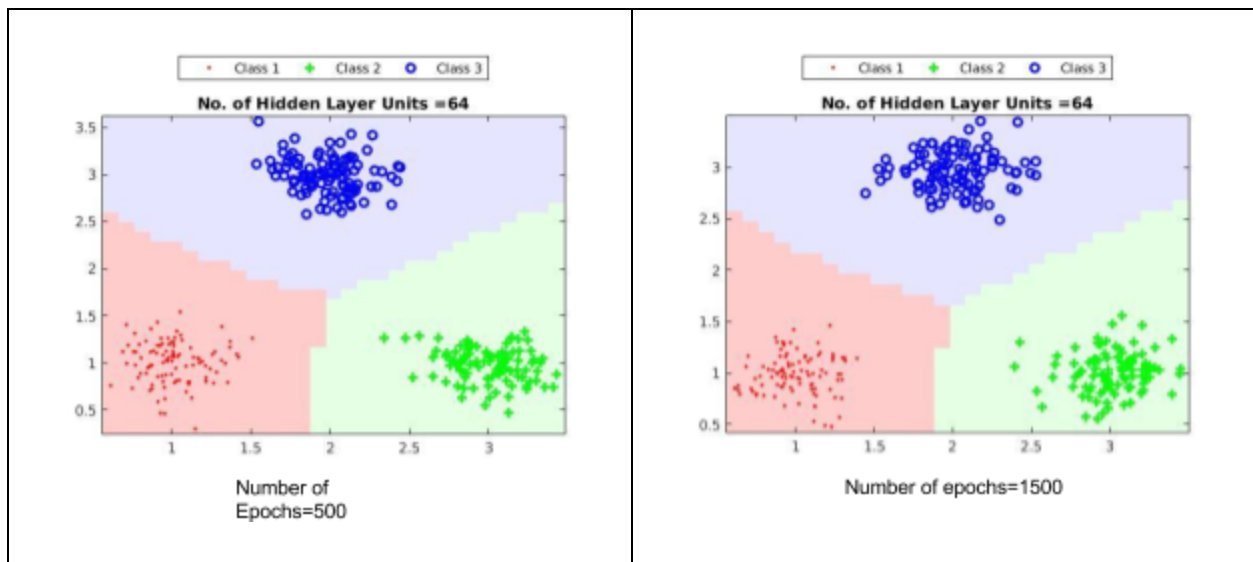 Class 1 Class 2 Class 3
No. of Hidden Layer Units =64
3.5
3
2.5
2
1.5
1
0.5
1 1.5 2 2.5 3
Number of
Epochs=500
Class 1 Class 2 Class 3
No. of Hidden Layer Units =64
3
2.5
2
1.5
1
0.5
1 1.5 2 2.5 3
Number of epochs=1500